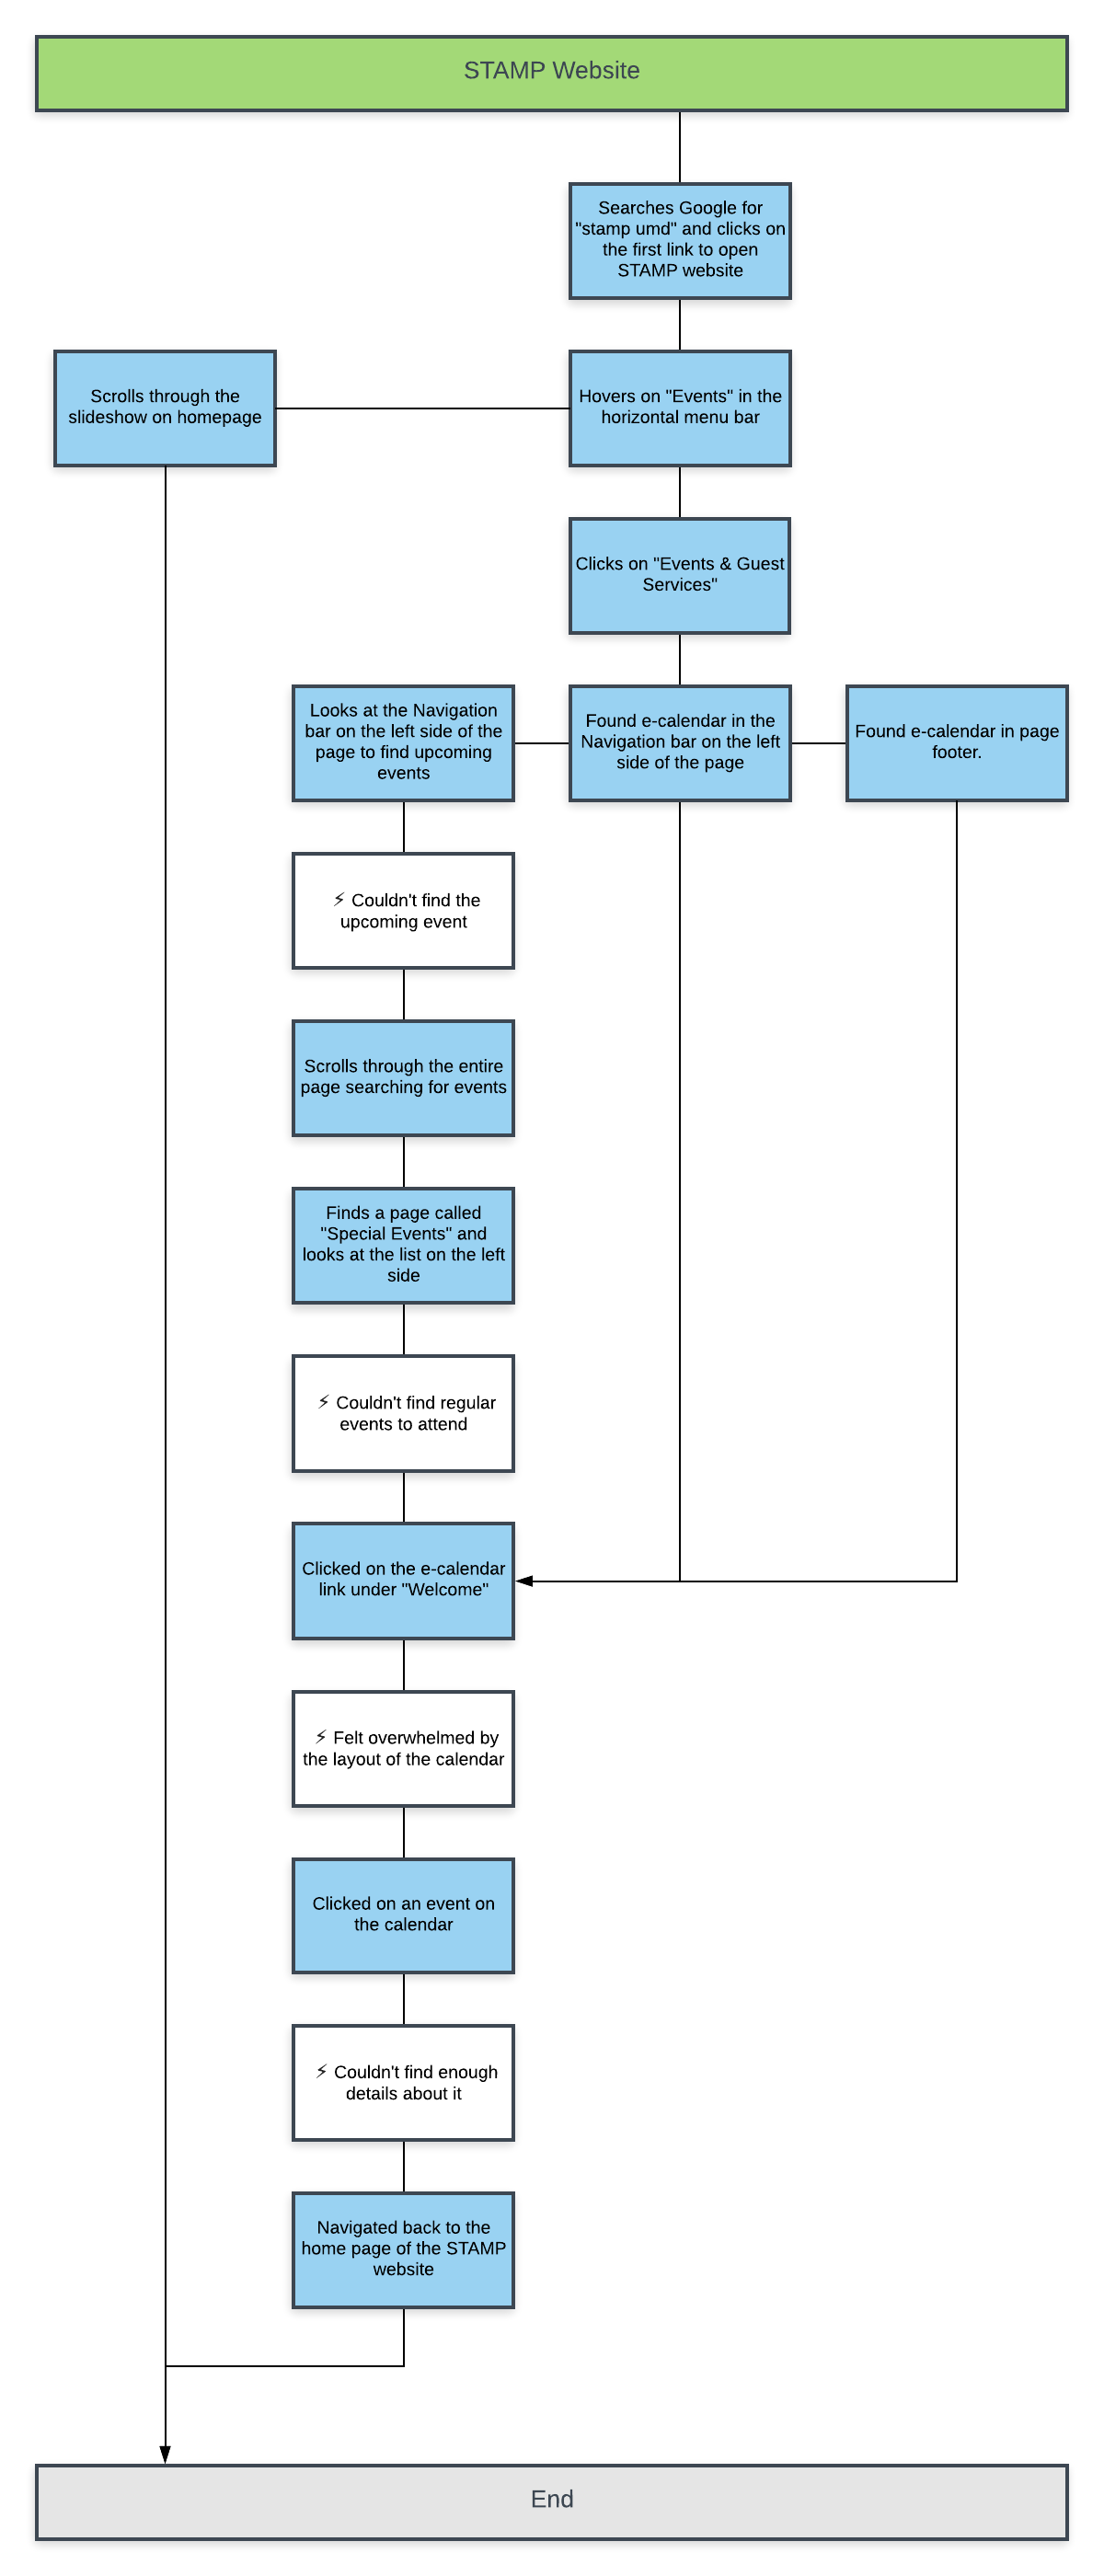 STAMP Website
Searches Google for
"stamp umd" and clicks on
the first link to open
STAMP website
Scrolls through the
slideshow on homepage
Hovers on "Events" in the
horizontal menu bar
Clicks on "Events & Guest
Services"
Looks at the Navigation
bar on the left side of the
page to find upcoming
events
Found e-calendar in the
Navigation bar on the left
side of the page
Found e-calendar in page
footer.
⚡ Couldn't find the
upcoming event
Scrolls through the entire
page searching for events
Finds a page called
"Special Events" and
looks at the list on the left
side
⚡ Couldn't find regular
events to attend
Clicked on the e-calendar
link under "Welcome"
⚡ Felt overwhelmed by
the layout of the calendar
Clicked on an event on
the calendar
⚡ Couldn't find enough
details about it
Navigated back to the
home page of the STAMP
website
End